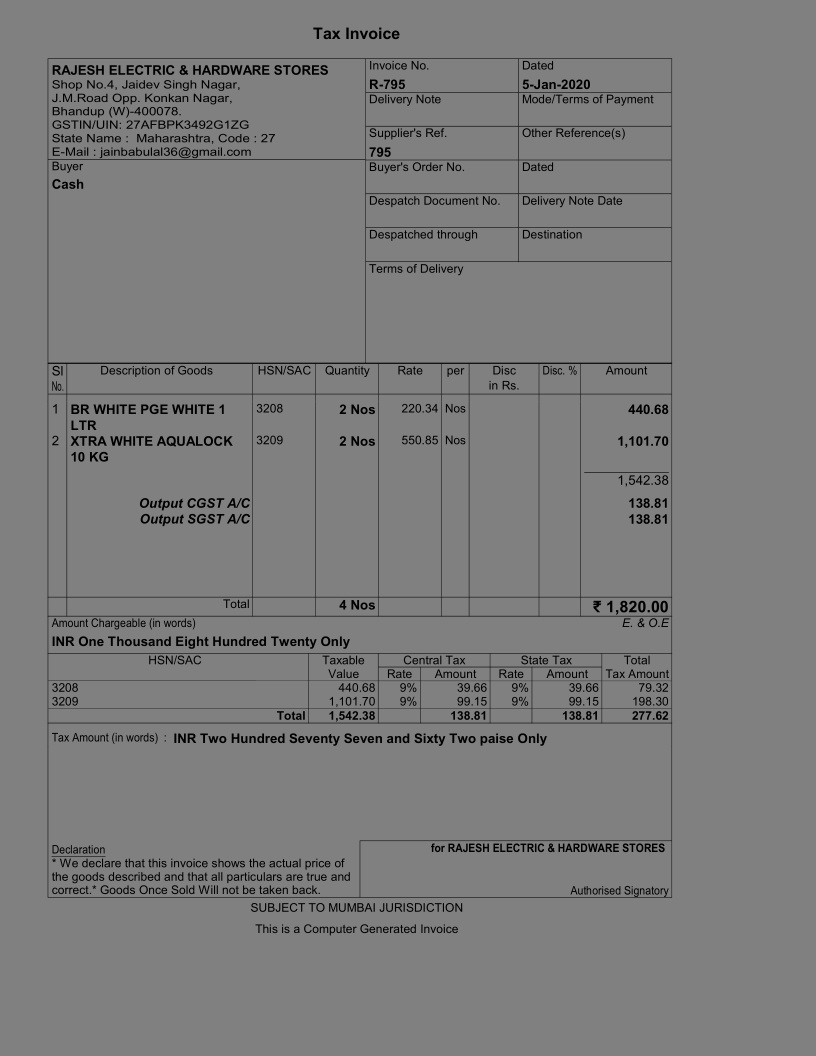 Tax Invoice
RAJESH ELECTRIC & HARDWARE STORES
Shop No.4, Jaidev Singh Nagar,
J.M.Road Opp. Konkan Nagar,
Bhandup (W)-400078.
GSTIN/UIN: 27AFBPK3492G1ZG
State Name : Maharashtra, Code : 27
E-Mail : jainbabulal36@gmail.com
Invoice No. Dated
R-795 5-Jan-2020
Delivery Note Mode/Terms of Payment
Supplier's Ref. Other Reference(s)
795
Buyer
Cash
Buyer's Order No. Dated
Despatch Document No. Delivery Note Date
Despatched through Destination
Terms of Delivery
Sl Description of Goods HSN/SAC Quantity Rate per Disc Disc. % Amount
No. in Rs.
1 BR WHITE PGE WHITE 1 3208 2 Nos 220.34 Nos 440.68
LTR
2 XTRA WHITE AQUALOCK 3209 2 Nos 550.85 Nos 1,101.70
10 KG
1,542.38
Output CGST A/C 138.81
Output SGST A/C 138.81
Total 4 Nos ₹ 1,820.00
Amount Chargeable (in words) E. & O.E
INR One Thousand Eight Hundred Twenty Only
HSN/SAC Taxable Central Tax State Tax Total
Value Rate Amount Rate Amount Tax Amount
3208 440.68 9% 39.66 9% 39.66 79.32
3209 1,101.70 9% 99.15 9% 99.15 198.30
Total 1,542.38 138.81 138.81 277.62
Tax Amount (in words) : INR Two Hundred Seventy Seven and Sixty Two paise Only
Declaration
* We declare that this invoice shows the actual price of
the goods described and that all particulars are true and
correct.* Goods Once Sold Will not be taken back.
for RAJESH ELECTRIC & HARDWARE STORES
Authorised Signatory
SUBJECT TO MUMBAI JURISDICTION
This is a Computer Generated Invoice